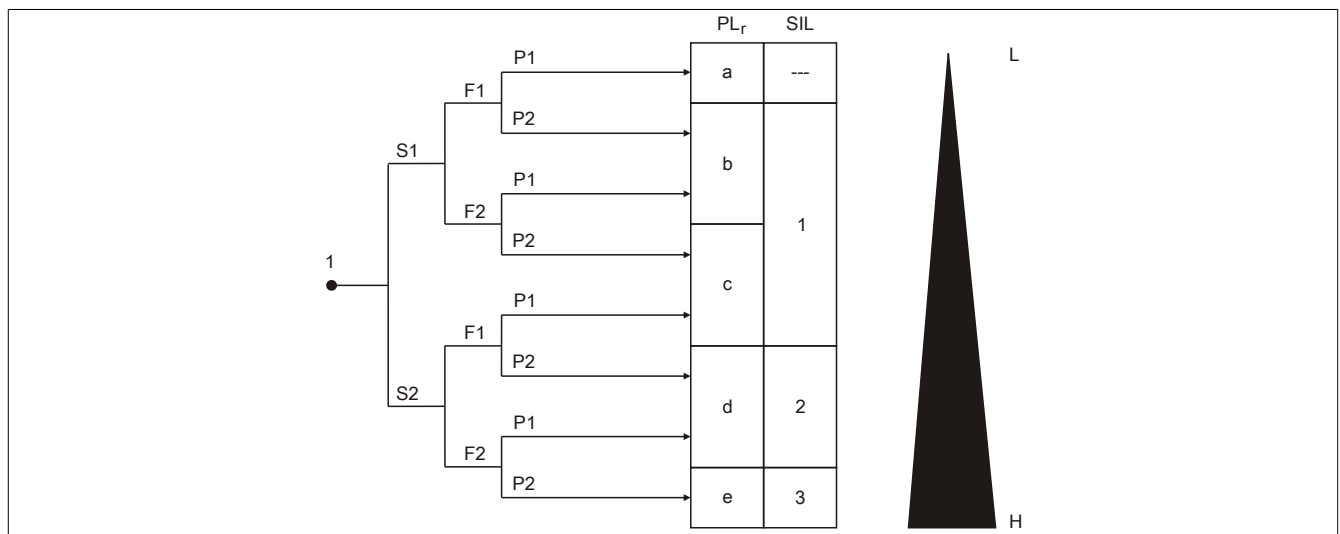 PLr SIL
P1 a --- L
F1
P2
S1 b
P1
F2 1
P2
1 c
P1
F1
P2
S2 d 2
P1
F2
P2 e 3
H